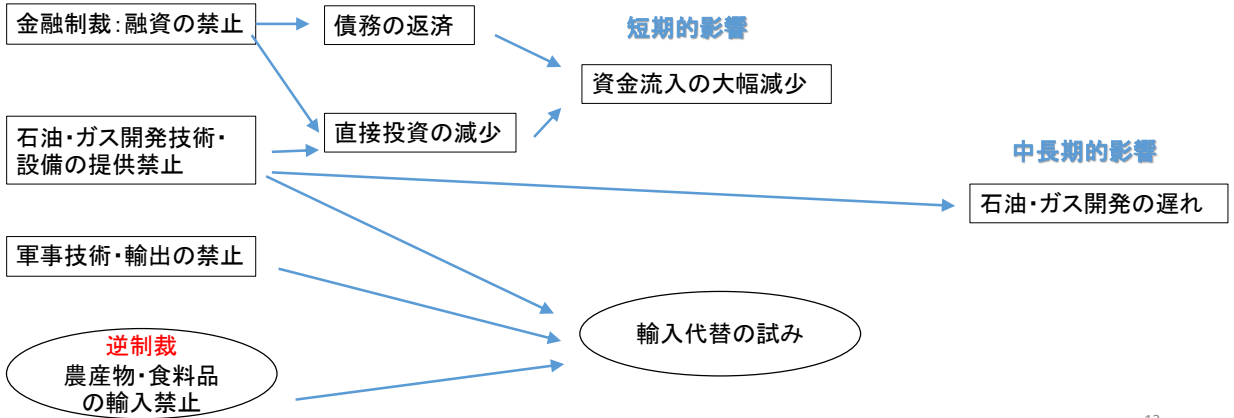 金融制裁:融資の禁止
債務の返済
短期的影響
資金流入の大幅減少
石油・ガス開発技術・
設備の提供禁止
直接投資の減少
中長期的影響
石油・ガス開発の遅れ
軍事技術・輸出の禁止
輸入代替の試み
逆制裁
農産物・食料品
の輸入禁止